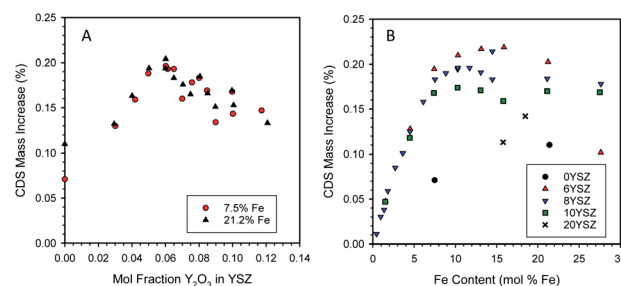 A
CDS Mass Increase (%)
0.25
0.20
0.15
0.10
0.05
0.00
7.5% Fe
21.2% Fe
0.00 0.02 0.04 0.06 0.08 0.10 0.12 0.14
Mol Fraction Y2O3 in YSZ
B
CDS Mass Increase (%)
0.25
0.20
0.15
0.10
0.05
0.00
0YSZ
6YSZ
8YSZ
10YSZ
20YSZ
0 5 10 15 20 25 3
Fe Content (mol % Fe)